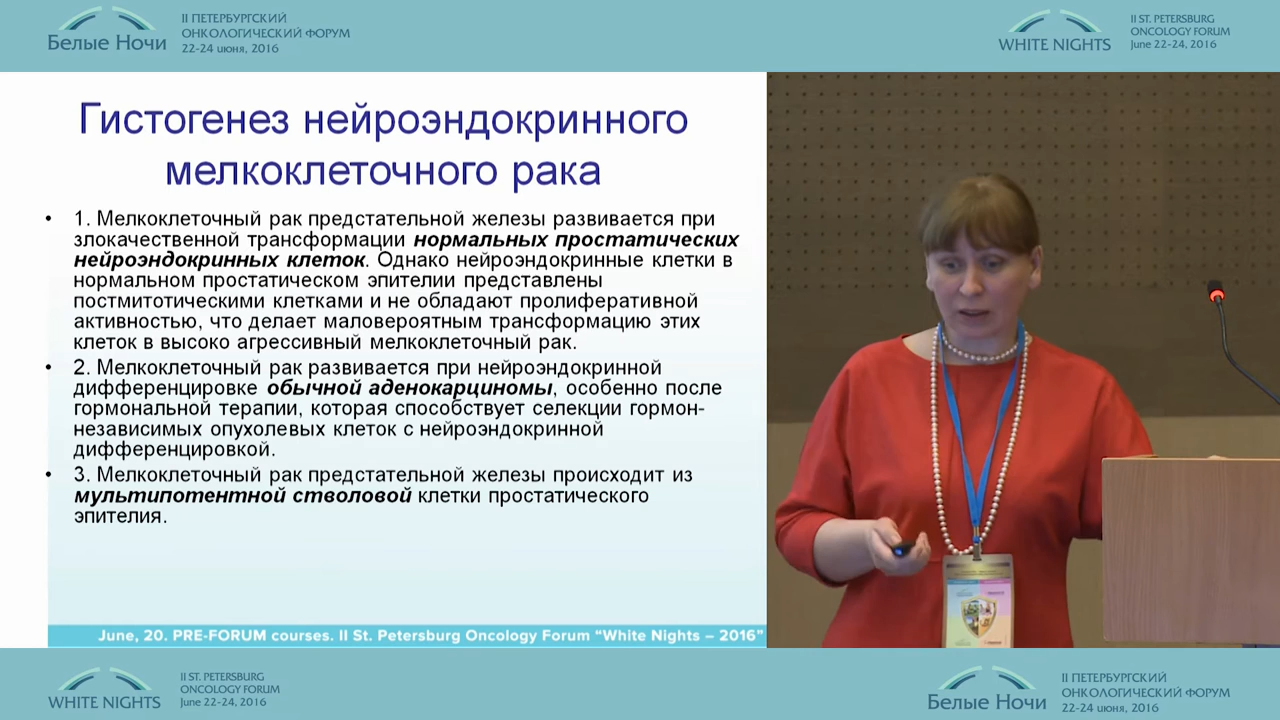 Белые Ночи
II ПЕТЕРБУРГСКИЙ
ОНКОЛОГИЧЕСКИЙ ФОРУМ
22-24 июня, 2016
WHITE NIGHTS
II ST. PETERSBURG
ONCOLOGY FORUM
June 22-24, 2016
Гистогенез нейроэндокринного
мелкоклеточного рака
• 1. Мелкоклеточный рак предстательной железы развивается при
злокачественной трансформации нормальных простатических
нейроэндокринных клеток. Однако нейроэндокринные клетки в
нормальном простатическом эпителии представлены
постмитотическими клетками и не обладают пролиферативной
активностью, что делает маловероятным трансформацию этих
клеток в высоко агрессивный мелкоклеточный рак.
• 2. Мелкоклеточный рак развивается при нейроэндокринной
дифференцировке обычной аденокарциномы, особенно после
гормональной терапии, которая способствует селекции гормон-
независимых опухолевых клеток с нейроэндокринной
дифференцировкой.
• 3. Мелкоклеточный рак предстательной железы происходит из
мультипотентной стволовой клетки простатического
эпителия.
June, 20. PRE-FORUM courses. II St. Petersburg Oncology Forum “White Nights – 2016”
WHITE NIGHTS
II ST. PETERSBURG
ONCOLOGY FORUM
June 22-24, 2016
Белые Ночи
II ПЕТЕРБУРГСКИЙ
ОНКОЛОГИЧЕСКИЙ ФОРУМ
22-24 июня, 2016